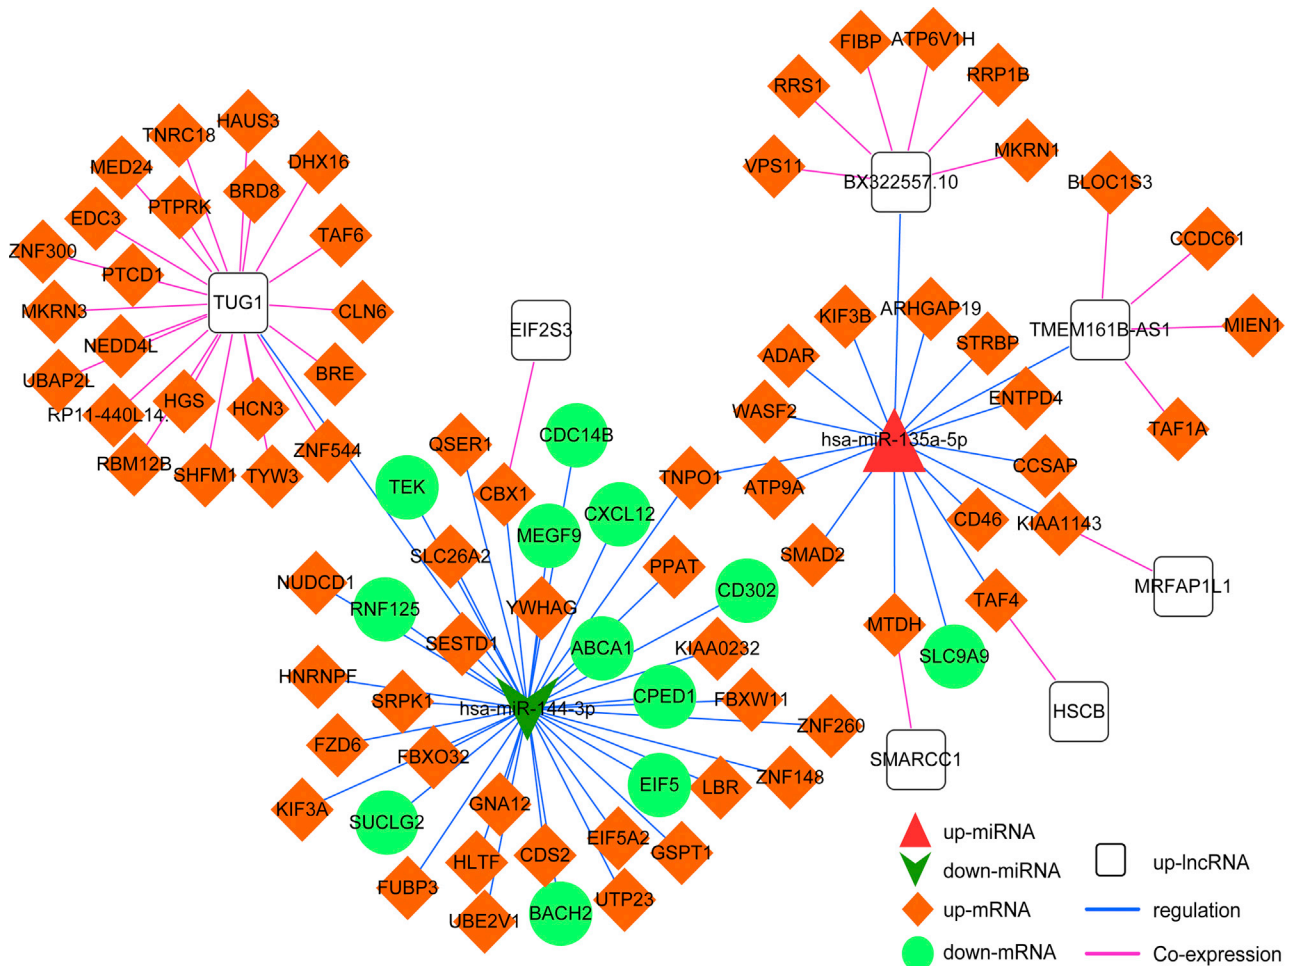 FIBP
ATP6V1H
RRS1
RRP1B
HAUS3
TNRC18
MED24
DHX16
MKRN1
VPS11
BX322557.10
BLOC1S3
BRD8
PTPRK
EDC3
TAF6
CCDC61
ZNF300
PTCD1
TUG1
MKRN3
CLN6
KIF3B
ARHGAP19
EIF2S3
TMEM161B-AS1
MIEN1
NEDD4L
STRBP
ADAR
UBAP2L
BRE
HGS
HCN3
RP11-440L14.
WASF2
ENTPD4
TAF1A
hsa-miR-135a-5p
CDC14B
QSER1
ZNF544
RBM12B
SHFM1
TYW3
CCSAP
TNPO1
ATP9A
TEK
CBX1
CXCL12
CD46
KIAA1143
MEGF9
SLC26A2
SMAD2
PPAT
NUDCD1
MRFAP1L1
CD302
TAF4
RNF125
YWHAG
MTDH
SESTD1
ABCA1
KIAA0232
SLC9A9
HNRNPF
SRPK1
CPED1
FBXW11
hsa-miR-144-3p
HSCB
ZNF260
FZD6
FBXO32
SMARCC1
ZNF148
EIF5
LBR
KIF3A
GNA12
SUCLG2
EIF5A2
GSPT1
CDS2
HLTF
FUBP3
UTP23
BACH2
UBE2V1
up-miRNA
down-miRNA
up-mRNA
down-mRNA
up-lncRNA
regulation
Co-expression